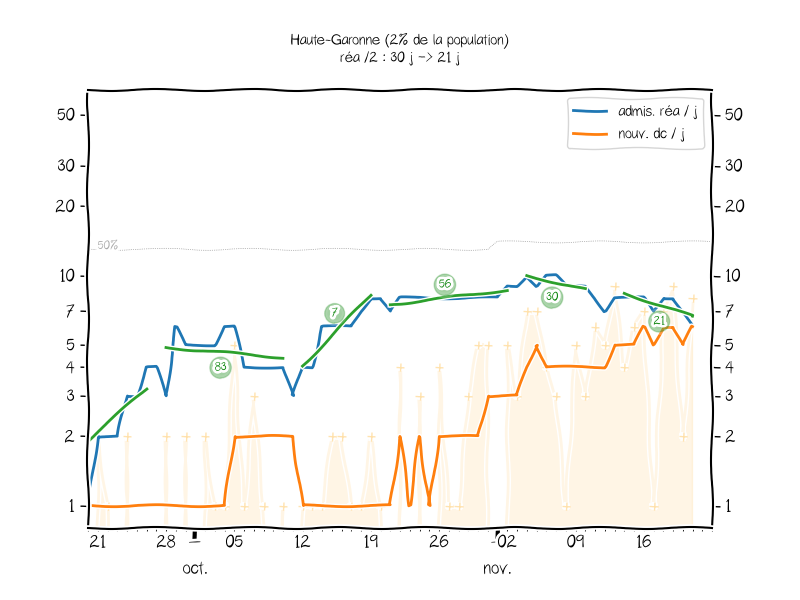 Haute-Garonne (2% de la population)
réa /2 : 30 j -> 21 j
admis. réa / j
nouv. dc / j
50 50
30 30
20 20
50%
10 10
7 7
5 5
4 4
3 3
2 2
1 1
83
7
56
30
21
21 28 05 12 19 26 02 09 16
oct. nov.